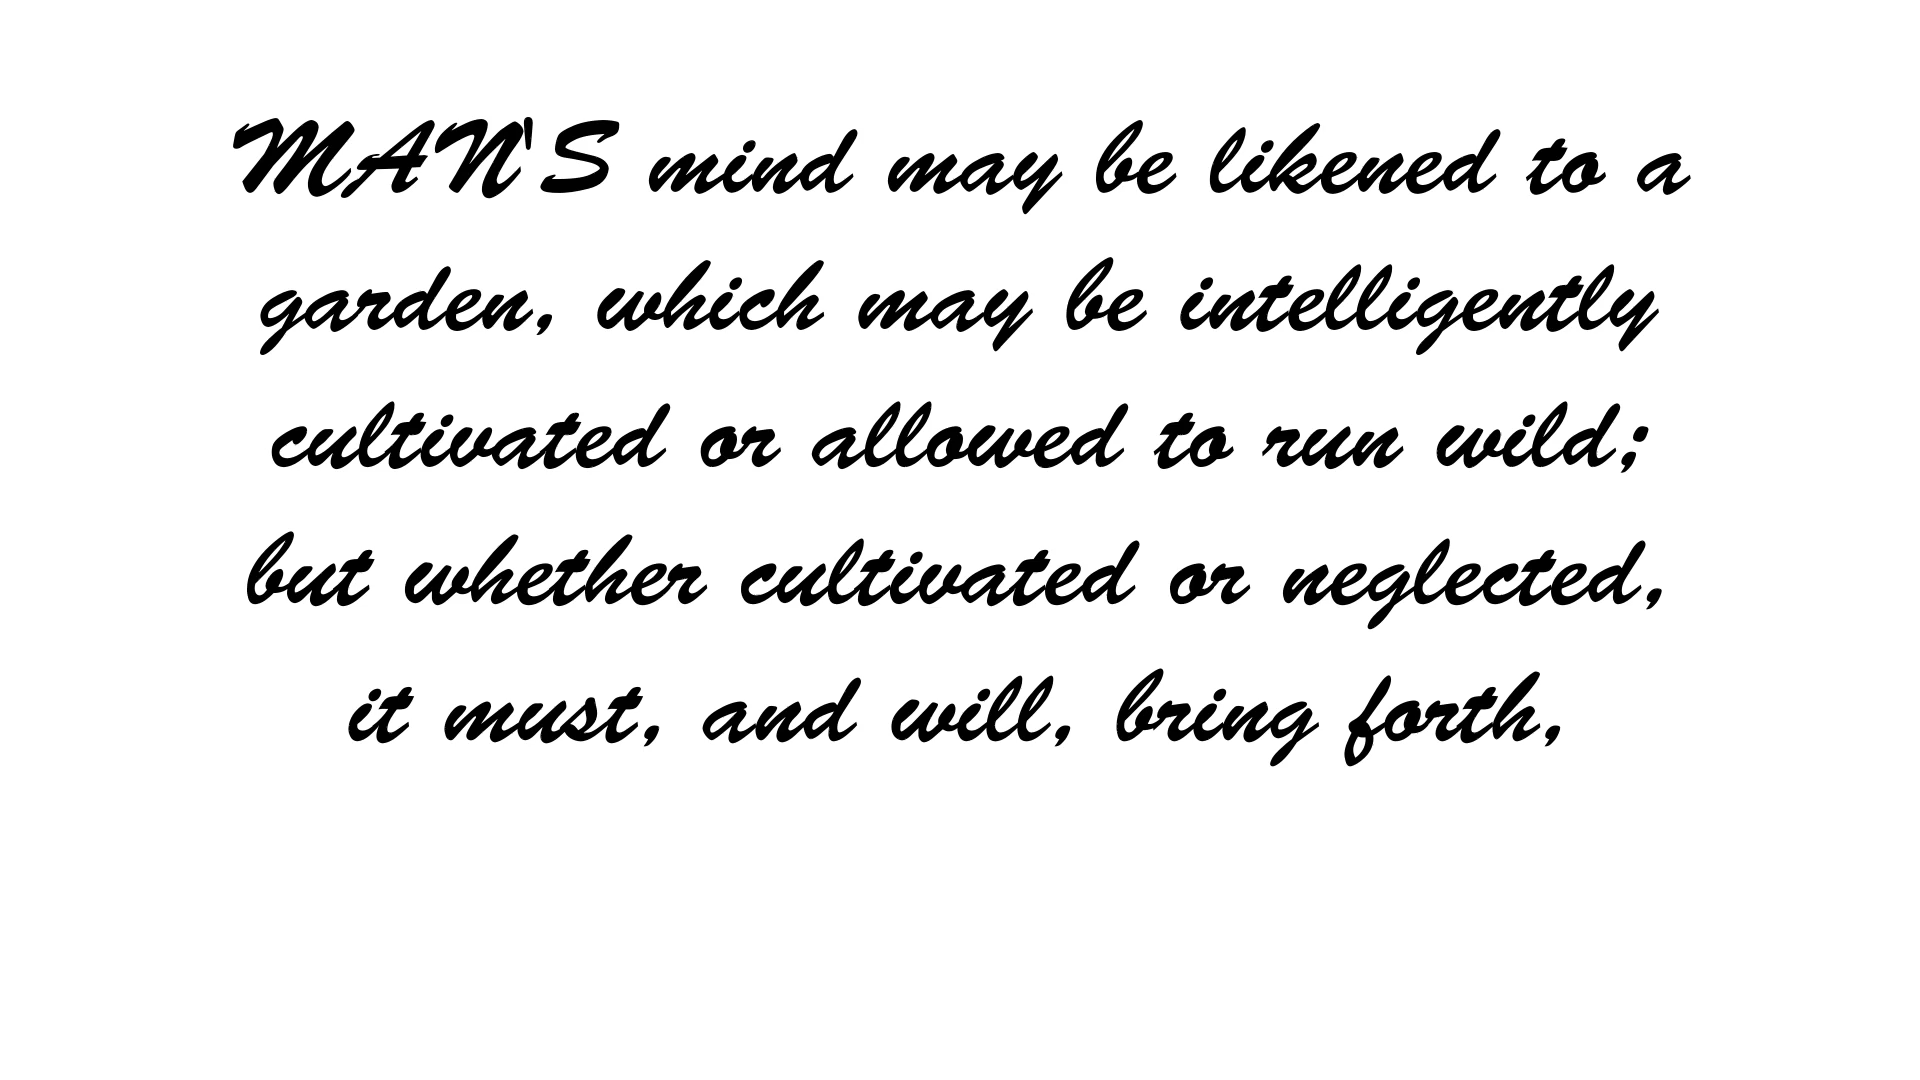 MAN'S mind may be likened to a
garden, which may be intelligently
cultivated or allowed to run wild;
but whether cultivated or neglected,
it must, and will, bring forth,